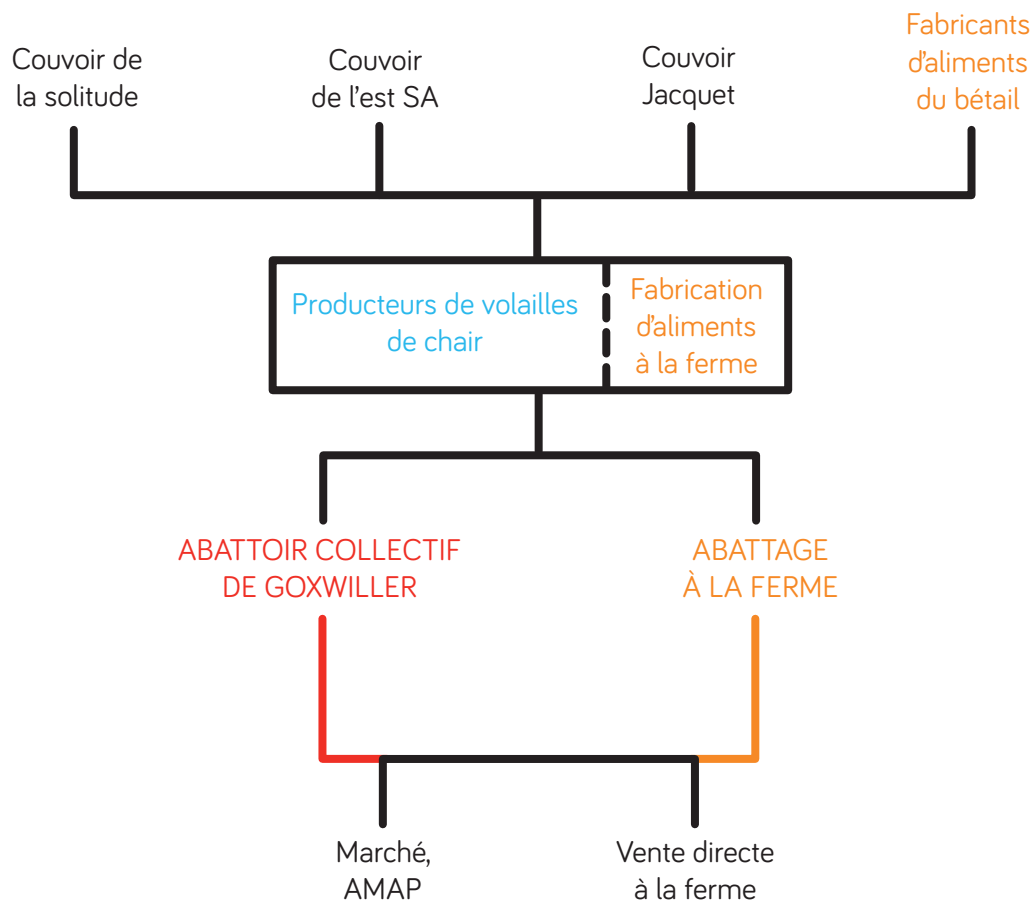 Couvoir de
la solitude
Couvoir
de l'est SA
Couvoir
Jacquet
Fabricants
d'aliments
du bétail
Producteurs de volailles
de chair
Fabrication
d'aliments
à la ferme
ABATTOIR COLLECTIF
DE GOXWILLER
ABATTAGE
À LA FERME
Marché,
AMAP
Vente directe
à la ferme